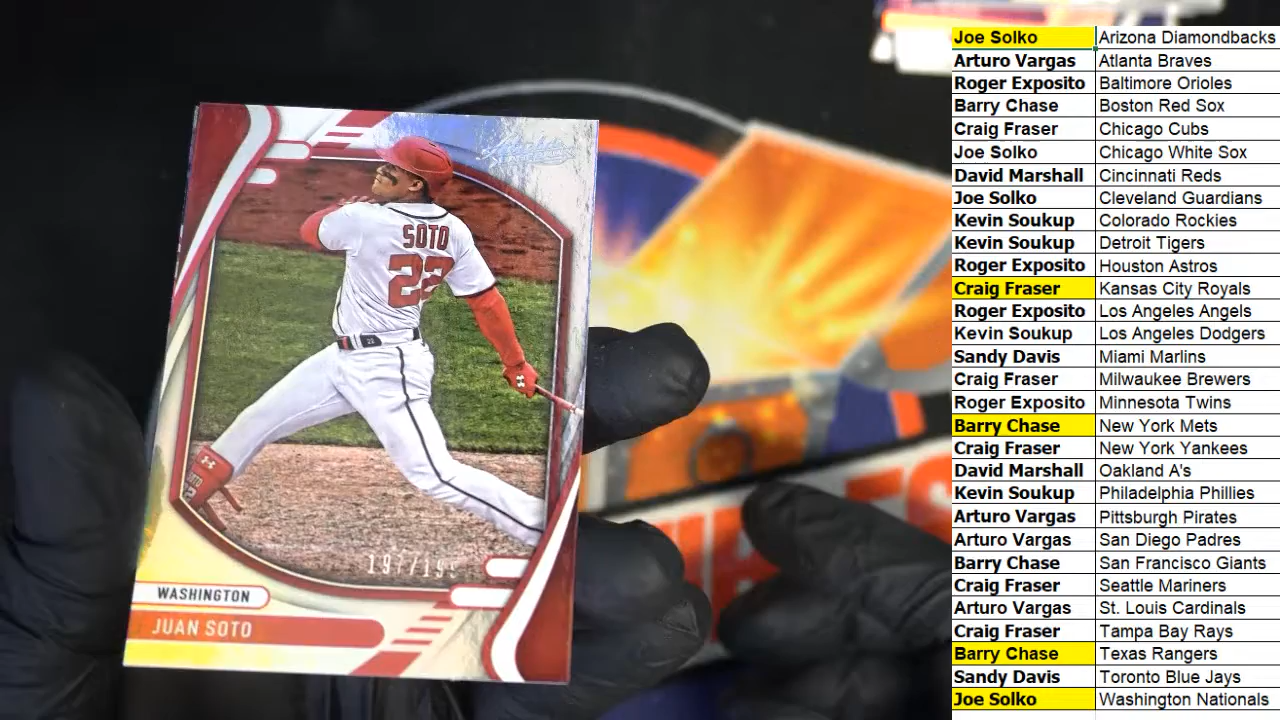 SOTO
22
WASHINGTON
JUAN SOTO
Joe Solko Arizona Diamondbacks
Arturo Vargas Atlanta Braves
Roger Exposito Baltimore Orioles
Barry Chase Boston Red Sox
Craig Fraser Chicago Cubs
Joe Solko Chicago White Sox
David Marshall Cincinnati Reds
Joe Solko Cleveland Guardians
Kevin Soukup Colorado Rockies
Kevin Soukup Detroit Tigers
Roger Exposito Houston Astros
Craig Fraser Kansas City Royals
Roger Exposito Los Angeles Angels
Kevin Soukup Los Angeles Dodgers
Sandy Davis Miami Marlins
Craig Fraser Milwaukee Brewers
Roger Exposito Minnesota Twins
Barry Chase New York Mets
Craig Fraser New York Yankees
David Marshall Oakland A's
Kevin Soukup Philadelphia Phillies
Arturo Vargas Pittsburgh Pirates
Arturo Vargas San Diego Padres
Barry Chase San Francisco Giants
Craig Fraser Seattle Mariners
Arturo Vargas St. Louis Cardinals
Craig Fraser Tampa Bay Rays
Barry Chase Texas Rangers
Sandy Davis Toronto Blue Jays
Joe Solko Washington Nationals